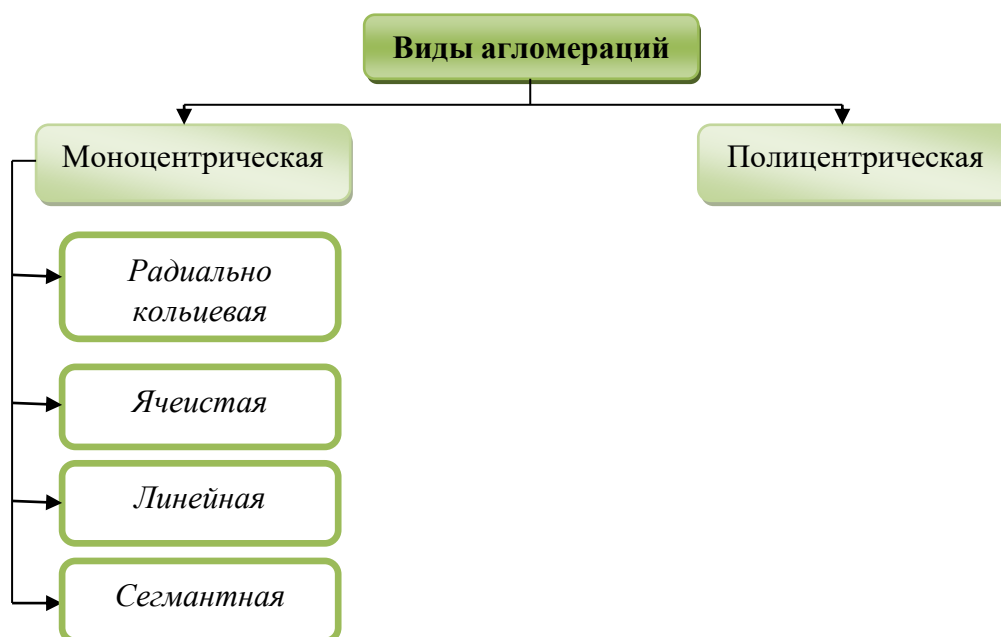 Виды агломераций
Моноцентрическая
Полицентрическая
Радиально
кольцевая
Ячеистая
Линейная
Сегмантная